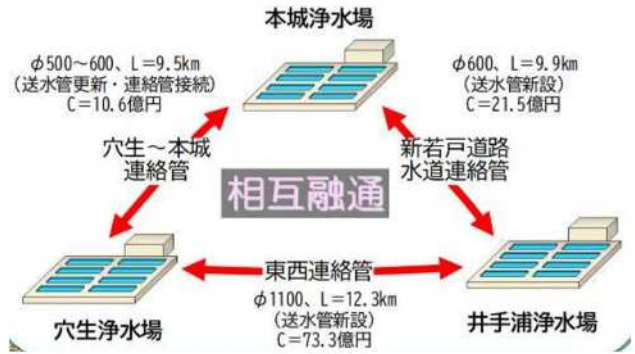 本城浄水場
φ500～600、L＝9.5km
（送水管更新・連絡管接続）
C＝10.6億円
φ600、L＝9.9km
（送水管新設）
C＝21.5億円
穴生～本城
連絡管
新若戸道路
水道連絡管
相互融通
東西連絡管
φ1100、L＝12.3km
（送水管新設）
C＝73.3億円
穴生浄水場
井手浦浄水場